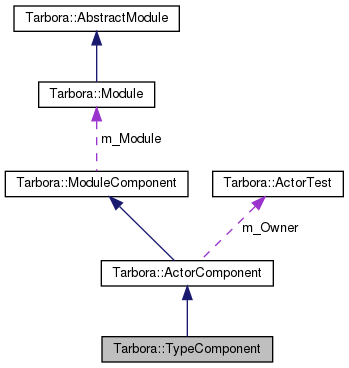 Tarbora::AbstractModule
Tarbora::Module
m_Module
Tarbora::ModuleComponent
Tarbora::ActorTest
m_Owner
Tarbora::ActorComponent
Tarbora::TypeComponent